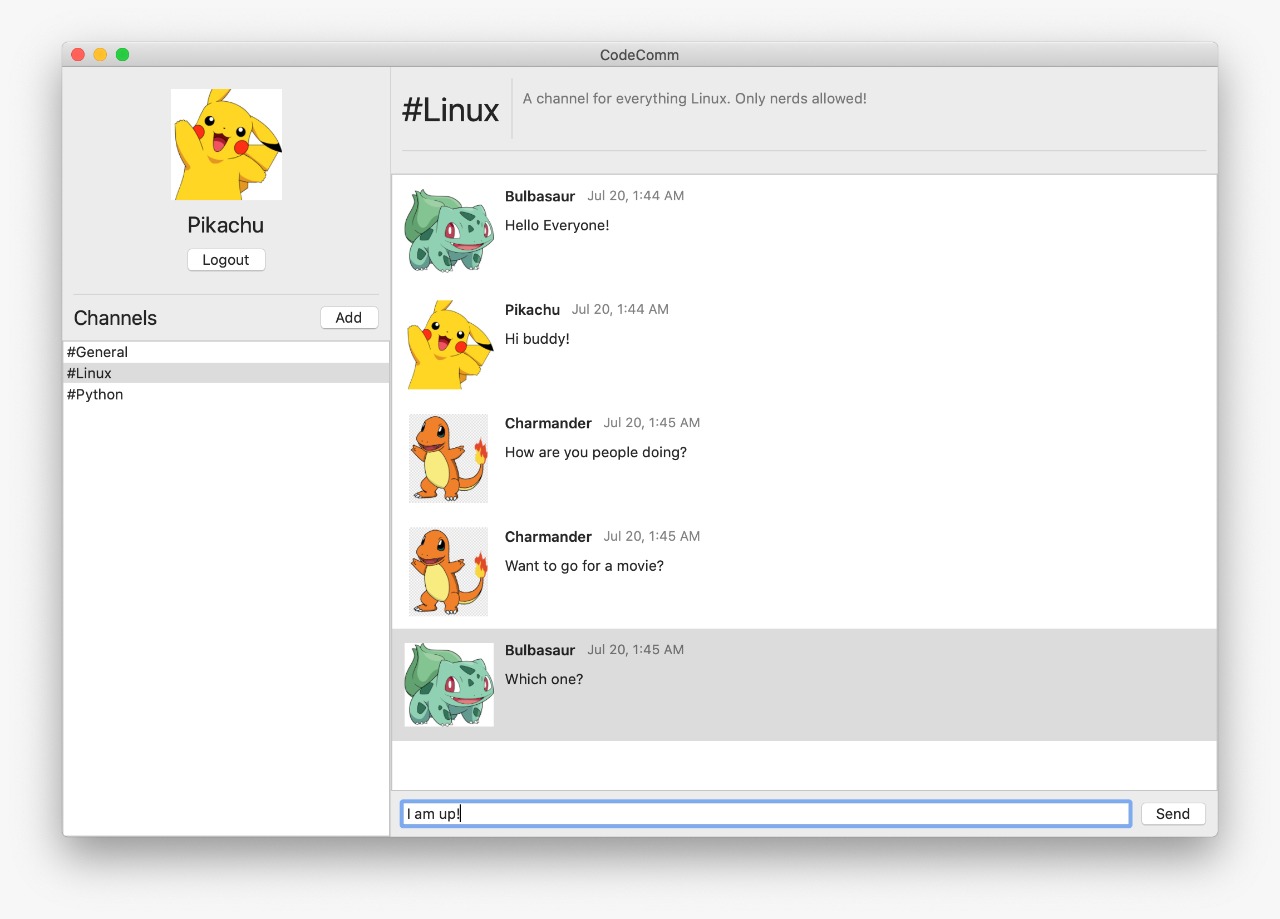 CodeComm
Pikachu
Logout
Channels
Add
#General
#Linux
#Python
#Linux
A channel for everything Linux. Only nerds allowed!
Bulbasaur Jul 20, 1:44 AM
Hello Everyone!
Pikachu Jul 20, 1:44 AM
Hi buddy!
Charmander Jul 20, 1:45 AM
How are you people doing?
Charmander Jul 20, 1:45 AM
Want to go for a movie?
Bulbasaur Jul 20, 1:45 AM
Which one?
I am up!
Send